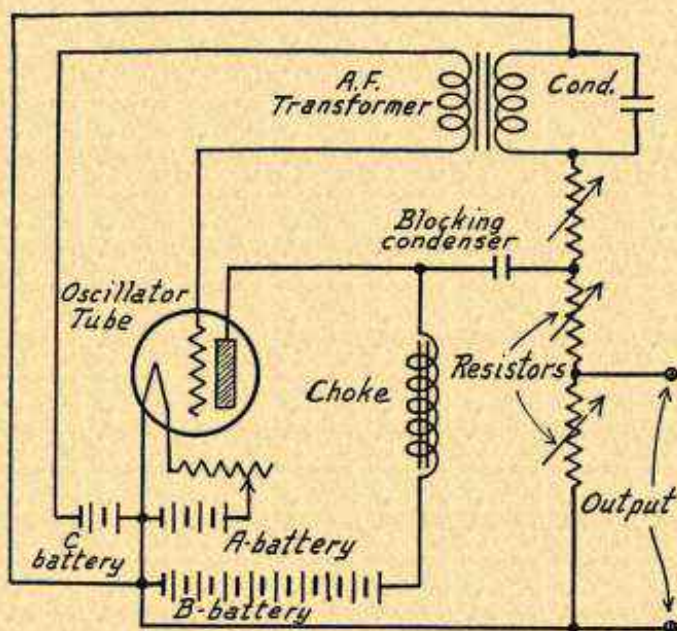 A.F.
Transformer
Cond.
Blocking
condenser
Oscillator
Tube
Choke
Resistors
Output
C
battery
A-battery
B-battery